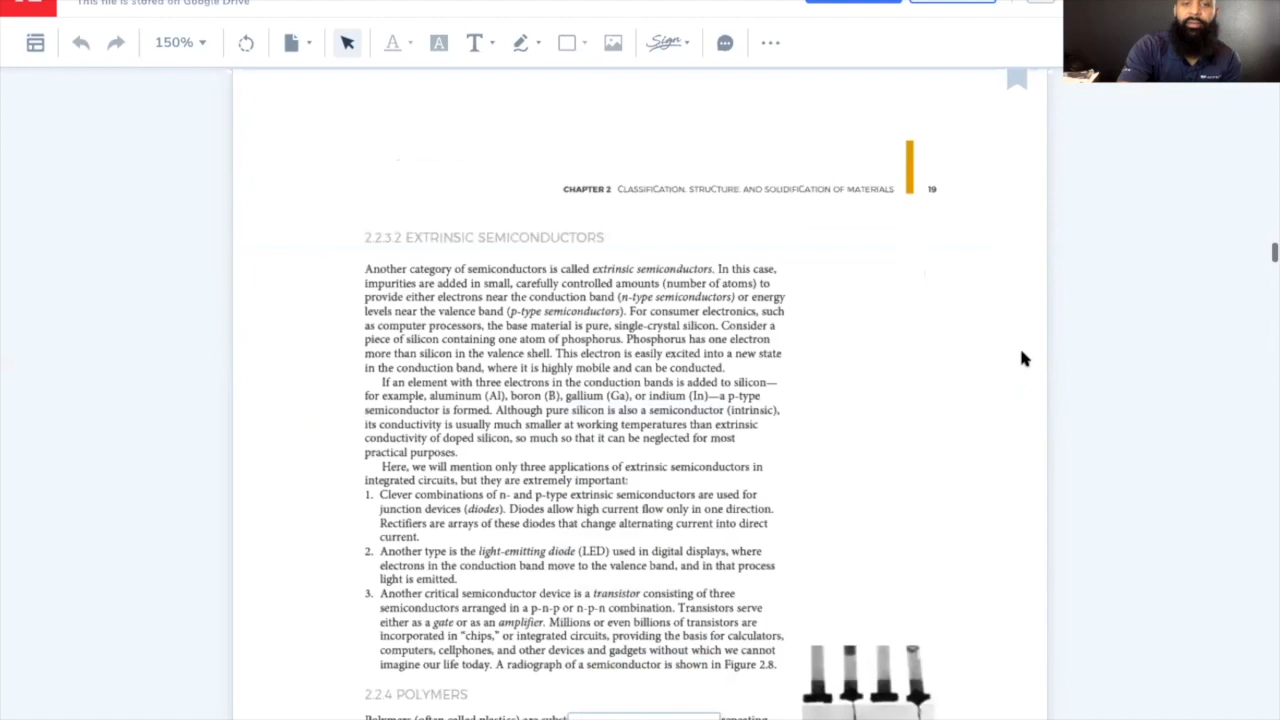 This file is stored on Google Drive
150%
Sign
CHAPTER 2 CLASSIFICATION, STRUCTURE, AND SOLIDIFICATION OF MATERIALS 19
2.2.3.2 EXTRINSIC SEMICONDUCTORS
Another category of semiconductors is called extrinsic semiconductors. In this case,
impurities are added in small, carefully controlled amounts (number of atoms) to
provide either electrons near the conduction band (n-type semiconductors) or energy
levels near the valence band (p-type semiconductors). For consumer electronics, such
as computer processors, the base material is pure, single-crystal silicon. Consider a
piece of silicon containing one atom of phosphorus. Phosphorus has one electron
more than silicon in the valence shell. This electron is easily excited into a new state
in the conduction band, where it is highly mobile and can be conducted.
If an element with three electrons in the conduction bands is added to silicon—
for example, aluminum (Al), boron (B), gallium (Ga), or indium (In)—a p-type
semiconductor is formed. Although pure silicon is also a semiconductor (intrinsic),
its conductivity is usually much smaller at working temperatures than extrinsic
conductivity of doped silicon, so much so that it can be neglected for most
practical purposes.
Here, we will mention only three applications of extrinsic semiconductors in
integrated circuits, but they are extremely important:
1. Clever combinations of n- and p-type extrinsic semiconductors are used for
junction devices (diodes). Diodes allow high current flow only in one direction.
Rectifiers are arrays of these diodes that change alternating current into direct
current.
2. Another type is the light-emitting diode (LED) used in digital displays, where
electrons in the conduction band move to the valence band, and in that process
light is emitted.
3. Another critical semiconductor device is a transistor consisting of three
semiconductors arranged in a p-n-p or n-p-n combination. Transistors serve
either as a gate or as an amplifier. Millions or even billions of transistors are
incorporated in “chips,” or integrated circuits, providing the basis for calculators,
computers, cellphones, and other devices and gadgets without which we cannot
imagine our life today. A radiograph of a semiconductor is shown in Figure 2.8.
2.2.4 POLYMERS
Polymers (often called plastics) are